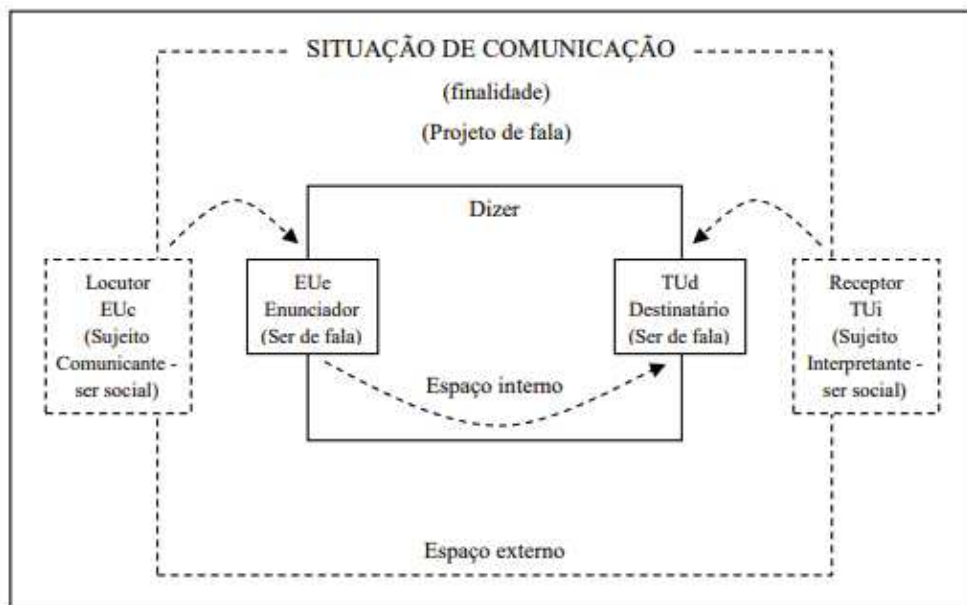 SITUAÇÃO DE COMUNICAÇÃO
(finalidade)
(Projeto de fala)
Dizer
Locutor
EUc
(Sujeito
Comunicante -
ser social)
EUe
Enunciador
(Ser de fala)
TUd
Destinatário
(Ser de fala)
Receptor
TUi
(Sujeito
Interpretante -
ser social)
Espaço interno
Espaço externo